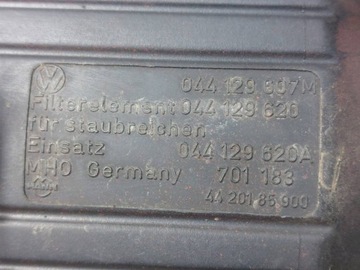 044 129 607M
Filterelement 044 129 620
für staubreichen
Einsatz 044 129 620A
MHO Germany 701 183
44 201 85 900